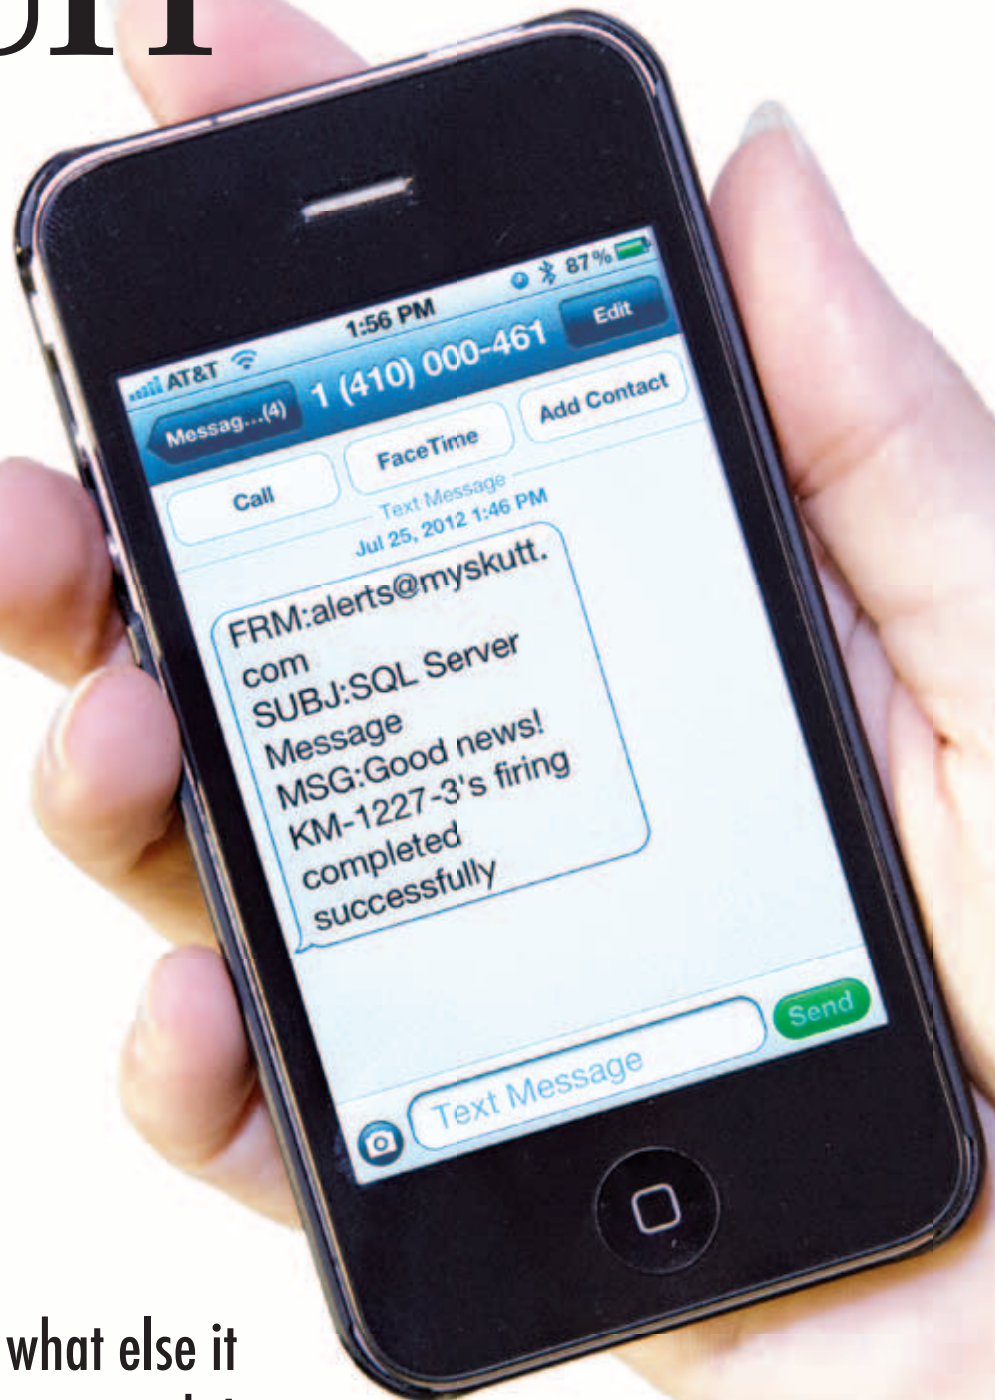 AT&T 1:56 PM 87%
Messag...(4) 1 (410) 000-461 Edit
Call FaceTime Add Contact
Text Message
Jul 25, 2012 1:46 PM
FRM:alerts@myskutt.
com
SUBJ:SQL Server
Message
MSG:Good news!
KM-1227-3's firing
completed
successfully
Text Message Send
what else it